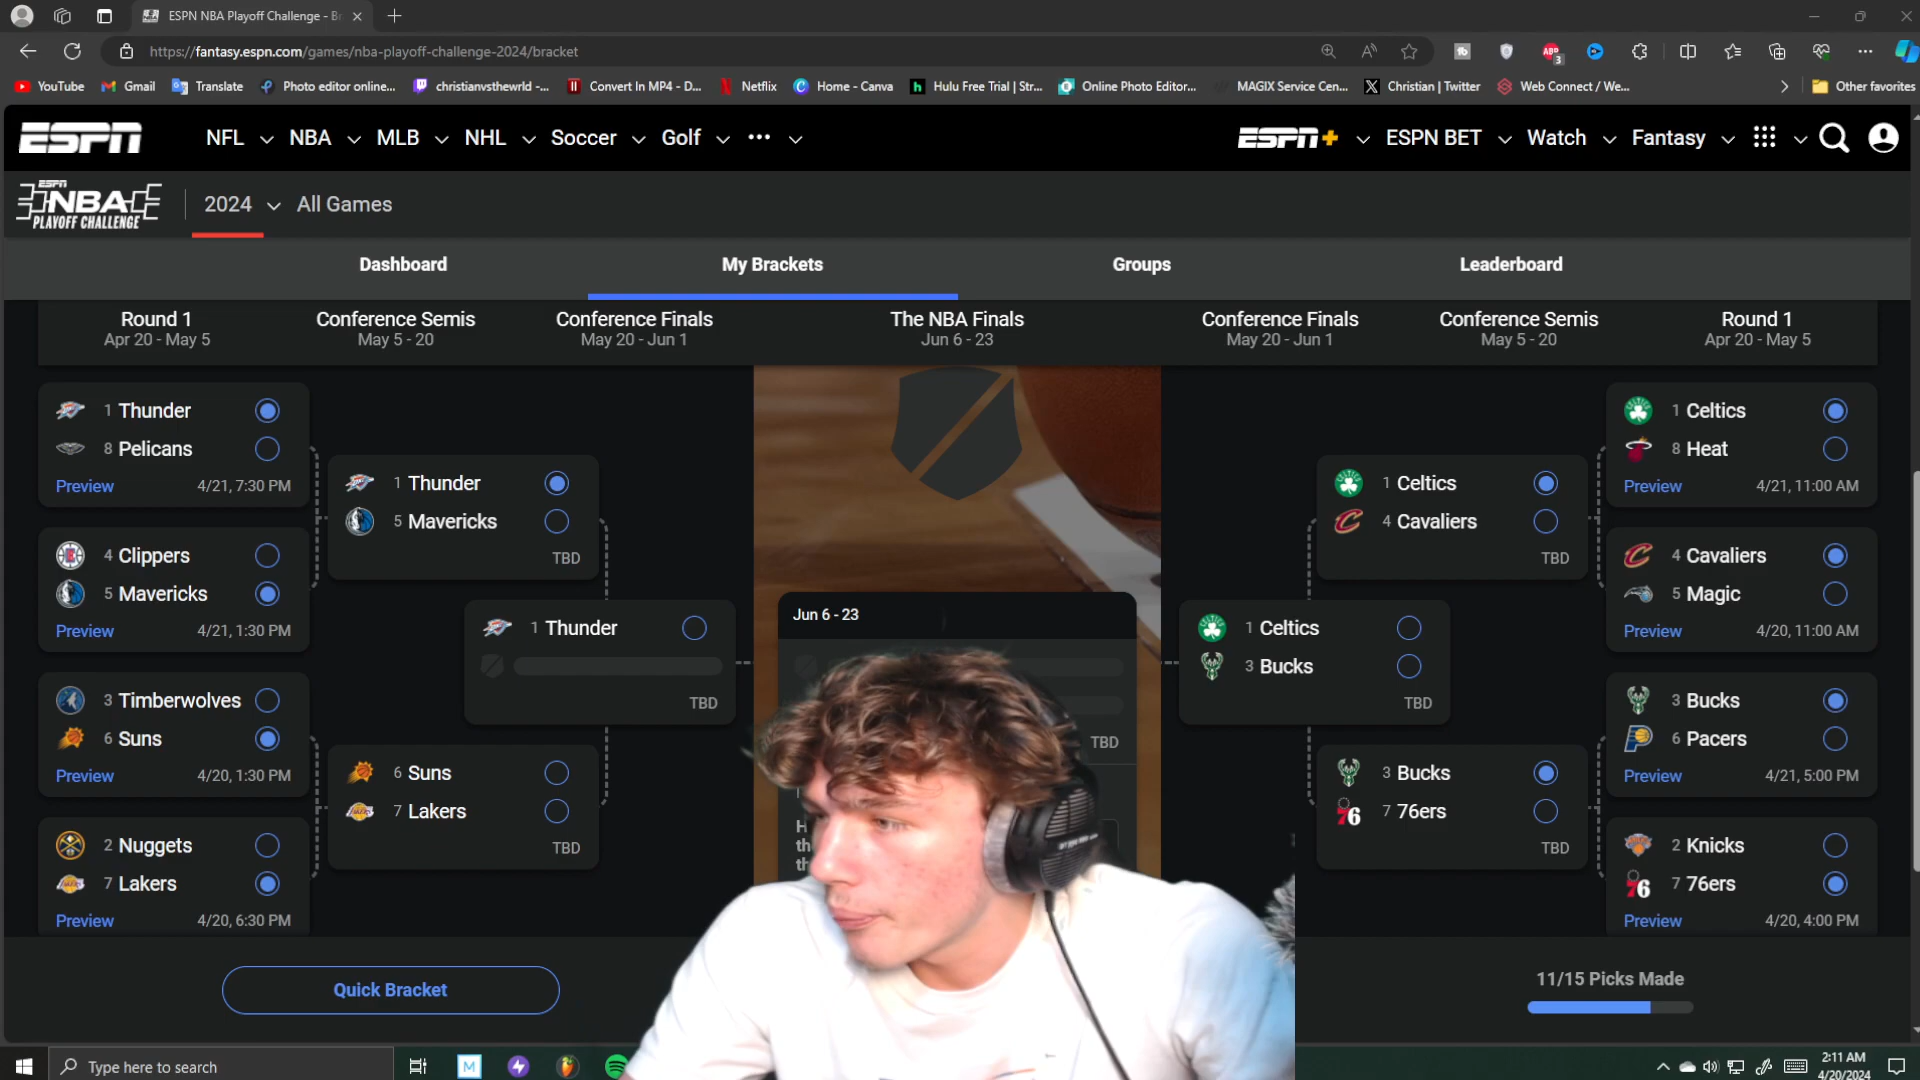 ESPN NBA Playoff Challenge - Br
https://fantasy.espn.com/games/nba-playoff-challenge-2024/bracket
YouTube Gmail Translate Photo editor online... christianvsthewrld -... Convert In MP4 - D... Netflix Home - Canva Hulu Free Trial | Str... Online Photo Editor... MAGIX Service Cen... Christian | Twitter Web Connect / We... Other favorites
ESPN NFL NBA MLB NHL Soccer Golf ESPN+ ESPN BET Watch Fantasy
ESPN NBA PLAYOFF CHALLENGE 2024 All Games
Dashboard My Brackets Groups Leaderboard
Round 1 Conference Semis Conference Finals The NBA Finals Conference Finals Conference Semis Round 1
Apr 20 - May 5 May 5 - 20 May 20 - Jun 1 Jun 6 - 23 May 20 - Jun 1 May 5 - 20 Apr 20 - May 5
1 Thunder
8 Pelicans
Preview 4/21, 7:30 PM
4 Clippers
5 Mavericks
Preview 4/21, 1:30 PM
3 Timberwolves
6 Suns
Preview 4/20, 1:30 PM
2 Nuggets
7 Lakers
Preview 4/20, 6:30 PM
1 Thunder
5 Mavericks
TBD
6 Suns
7 Lakers
TBD
1 Thunder
TBD
Jun 6 - 23
TBD
H
th
th
1 Celtics
3 Bucks
TBD
1 Celtics
4 Cavaliers
TBD
3 Bucks
7 76ers
TBD
1 Celtics
8 Heat
Preview 4/21, 11:00 AM
4 Cavaliers
5 Magic
Preview 4/20, 11:00 AM
3 Bucks
6 Pacers
Preview 4/21, 5:00 PM
2 Knicks
7 76ers
Preview 4/20, 4:00 PM
Quick Bracket
11/15 Picks Made
Type here to search
2:11 AM
4/20/2024